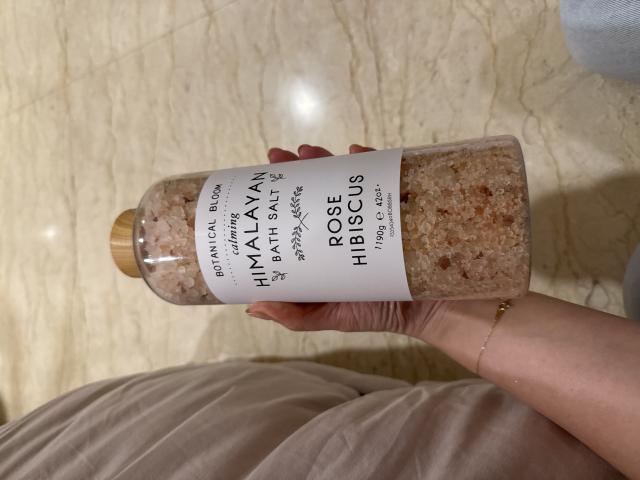 BOTANICAL BLOOM
calming
HIMALAYAN
BATH SALT
ROSE
HIBISCUS
1190g e 42oz.